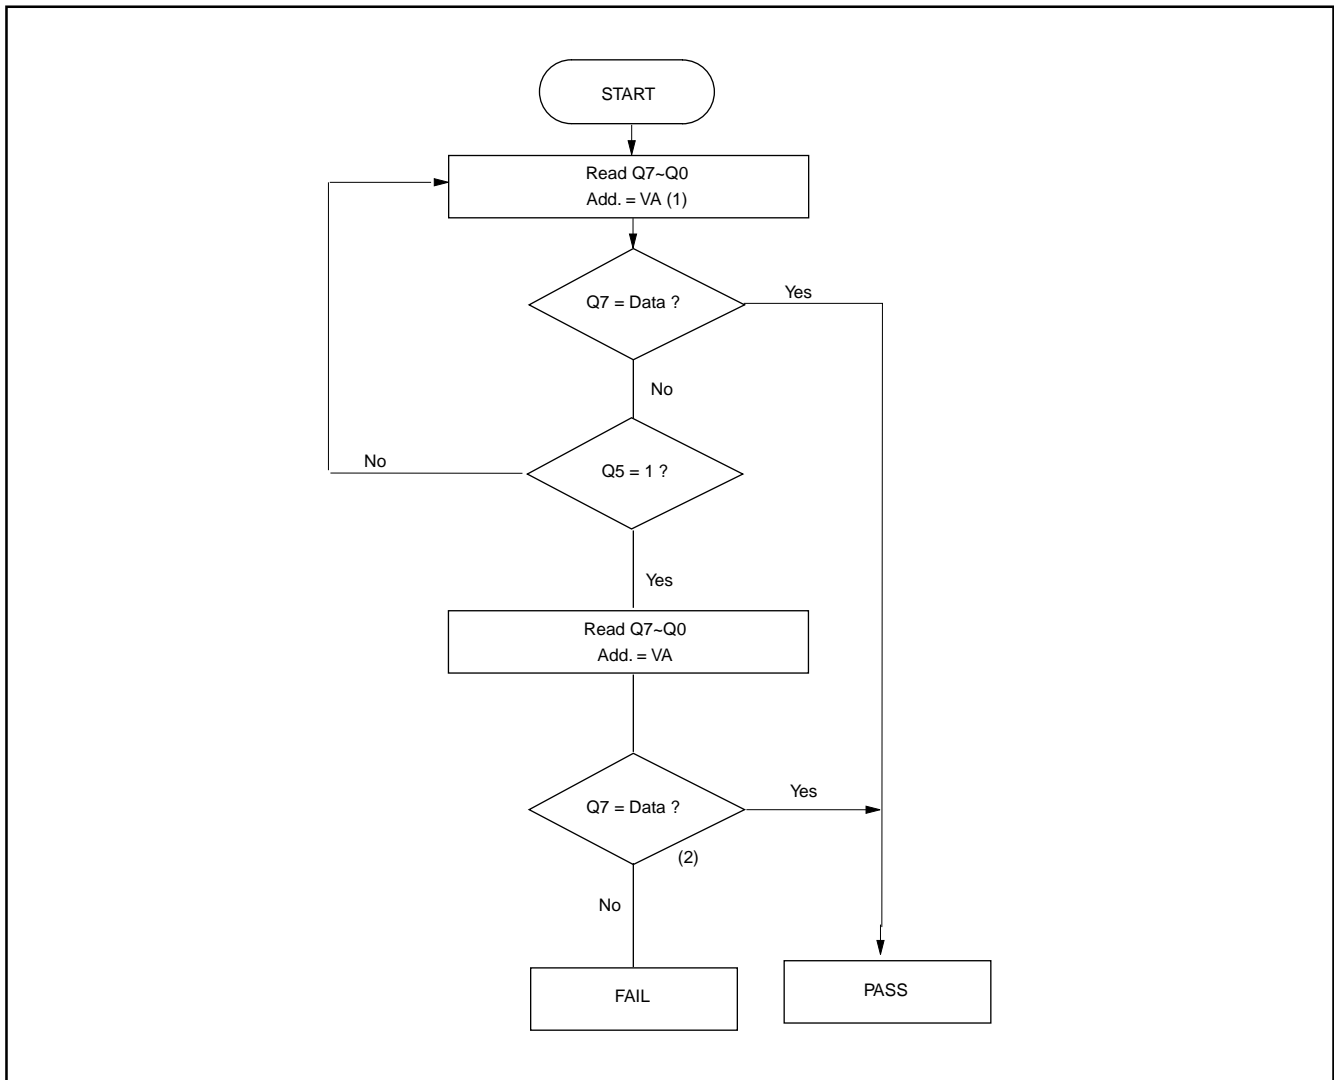 START
Read Q7~Q0
Add. = VA (1)
Q7 = Data ?
Yes
No
Q5 = 1 ?
No
Yes
Read Q7~Q0
Add. = VA
Q7 = Data ?
Yes
(2)
No
FAIL
PASS